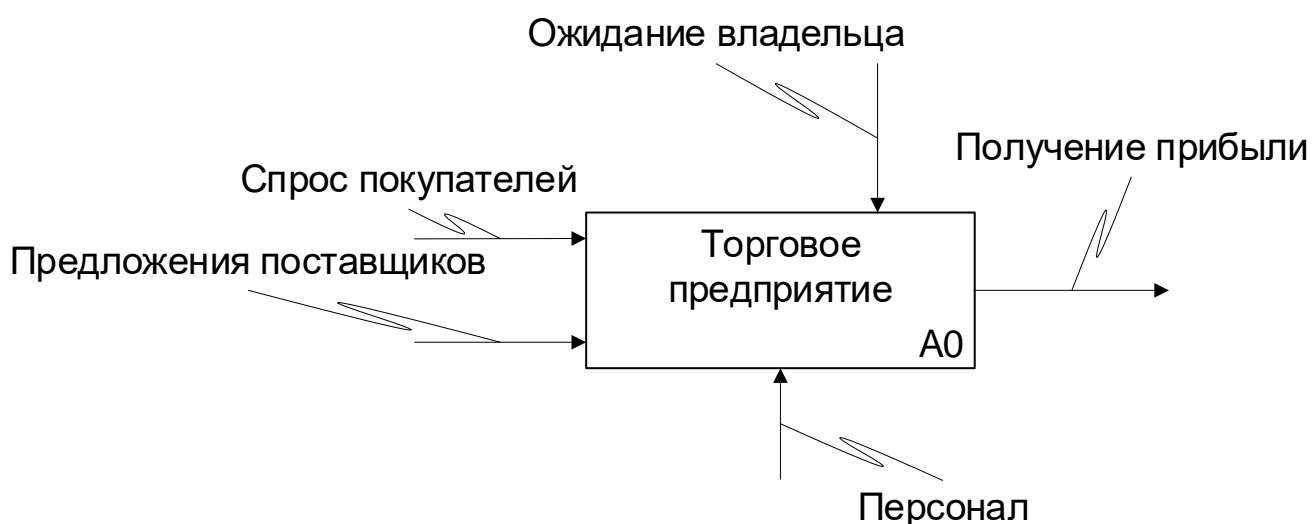 Ожидание владельца
Получение прибыли
Спрос покупателей
Предложения поставщиков
Торговое
предприятие
A0
Персонал